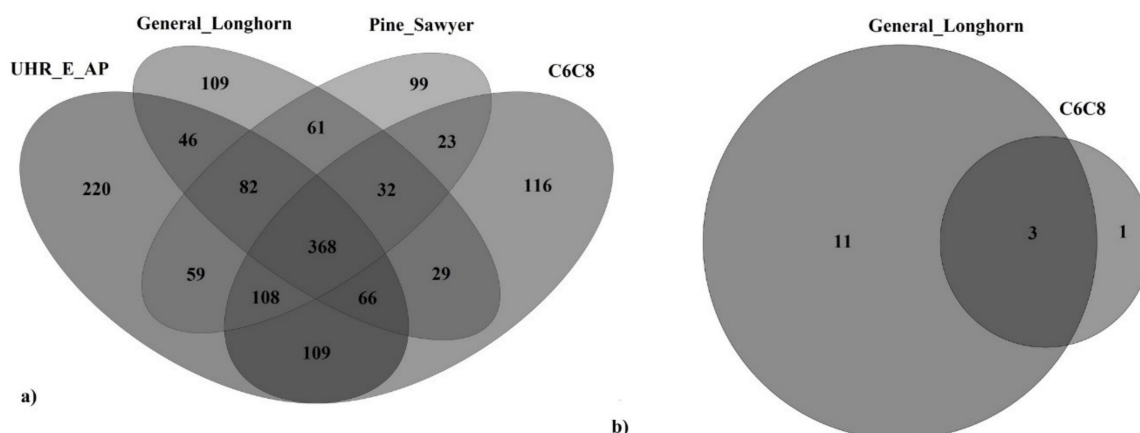 General_Longhorn
Pine_Sawyer
UHR_E_AP
C6C8
109
99
46
61
23
220
82
32
116
368
59
29
108
66
109
a)
General_Longhorn
C6C8
11
3
1
b)